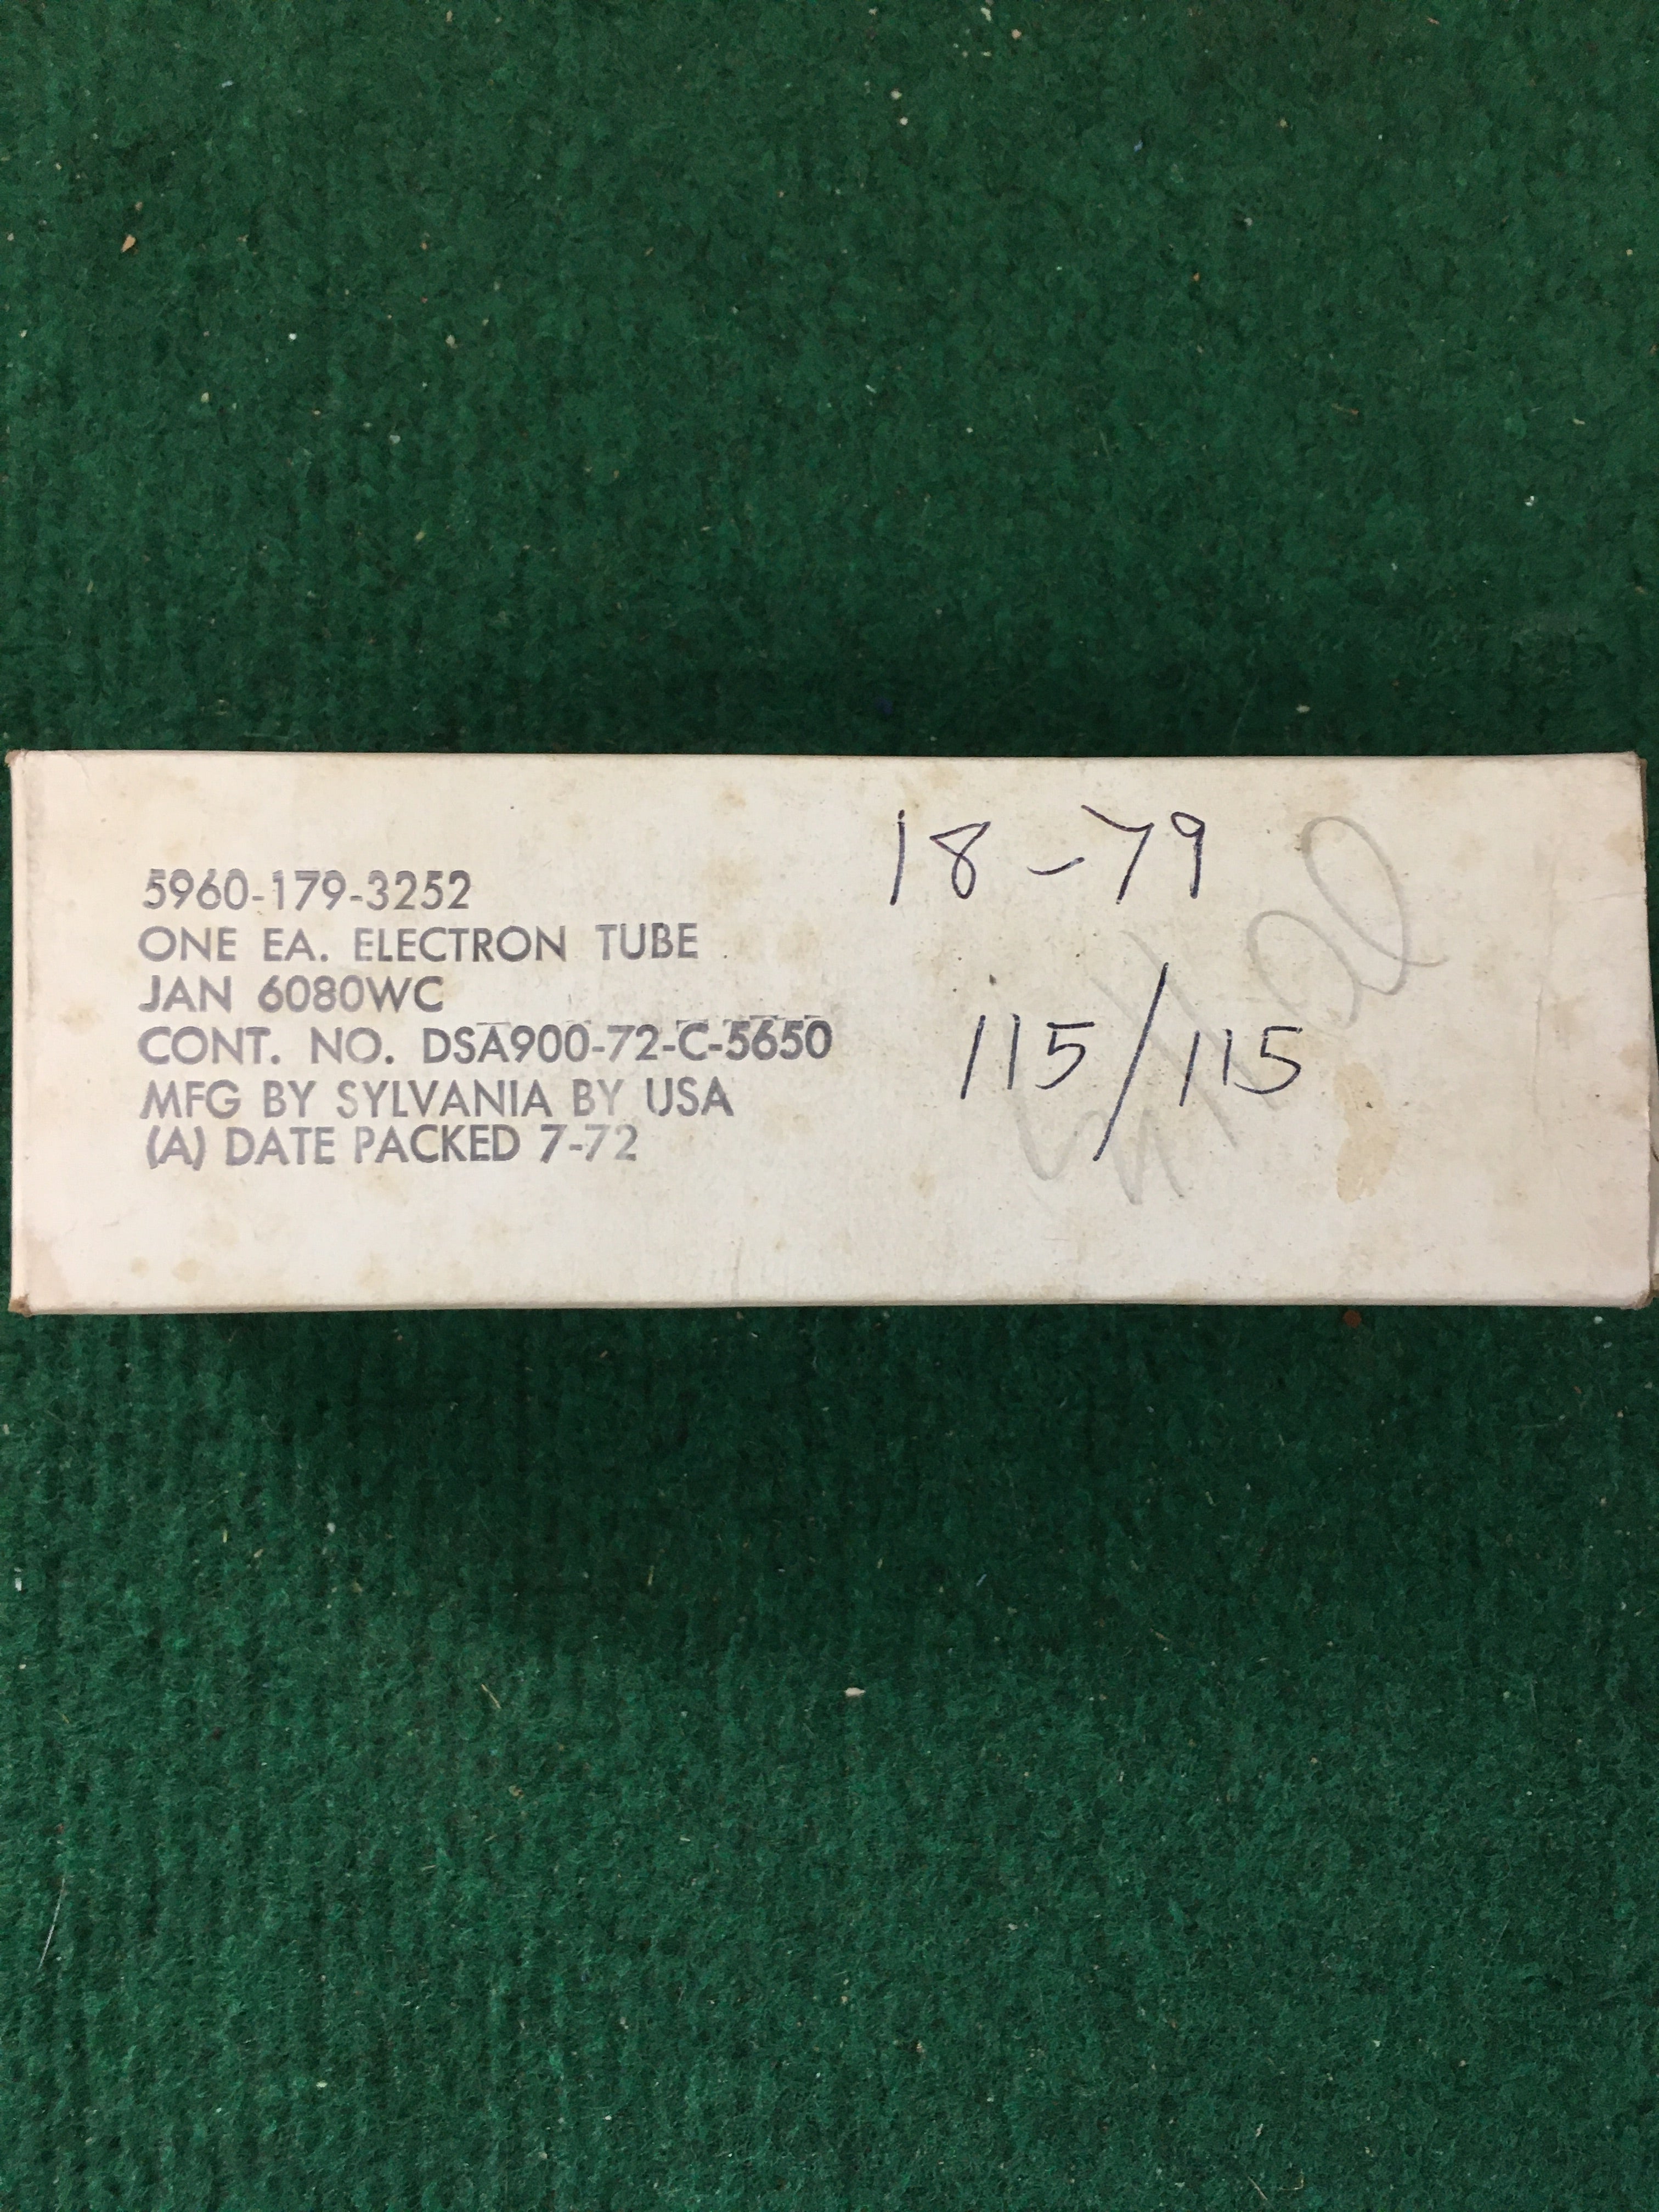 5960-179-3252
ONE EA. ELECTRON TUBE
JAN 6080WC
CONT. NO. DSA900-72-C-5650
MFG BY SYLVANIA BY USA
(A) DATE PACKED 7-72
18-79
115/115